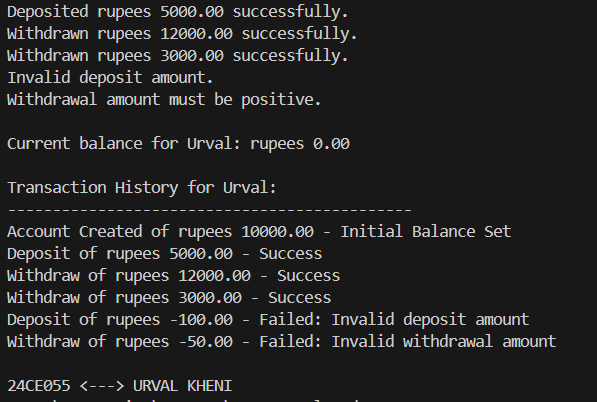 Deposited rupees 5000.00 successfully.
Withdrawn rupees 12000.00 successfully.
Withdrawn rupees 3000.00 successfully.
Invalid deposit amount.
Withdrawal amount must be positive.
Current balance for Urval: rupees 0.00
Transaction History for Urval:
---------------------------------------------
Account Created of rupees 10000.00 - Initial Balance Set
Deposit of rupees 5000.00 - Success
Withdraw of rupees 12000.00 - Success
Withdraw of rupees 3000.00 - Success
Deposit of rupees -100.00 - Failed: Invalid deposit amount
Withdraw of rupees -50.00 - Failed: Invalid withdrawal amount
24CE055 <---> URVAL KHENI